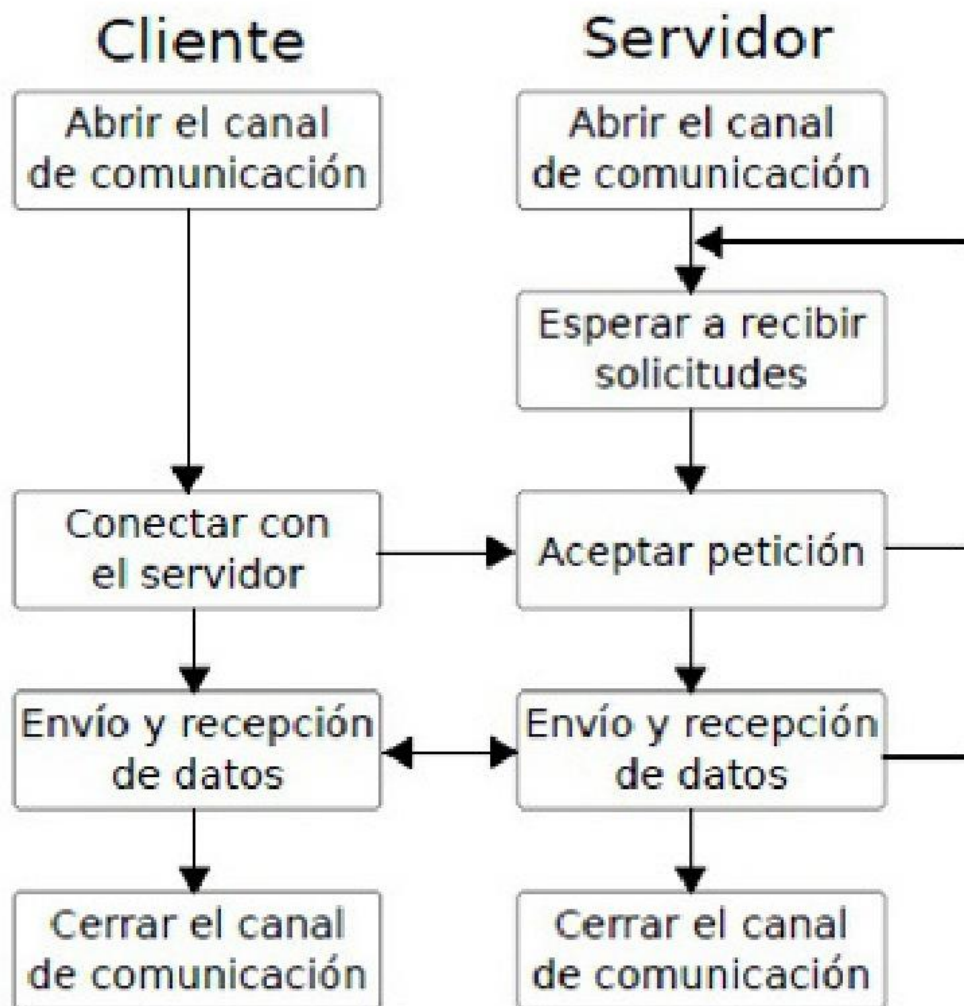 Cliente
Servidor
Abrir el canal
de comunicación
Abrir el canal
de comunicación
Esperar a recibir
solicitudes
Conectar con
el servidor
Aceptar petición
Envío y recepción
de datos
Envío y recepción
de datos
Cerrar el canal
de comunicación
Cerrar el canal
de comunicación